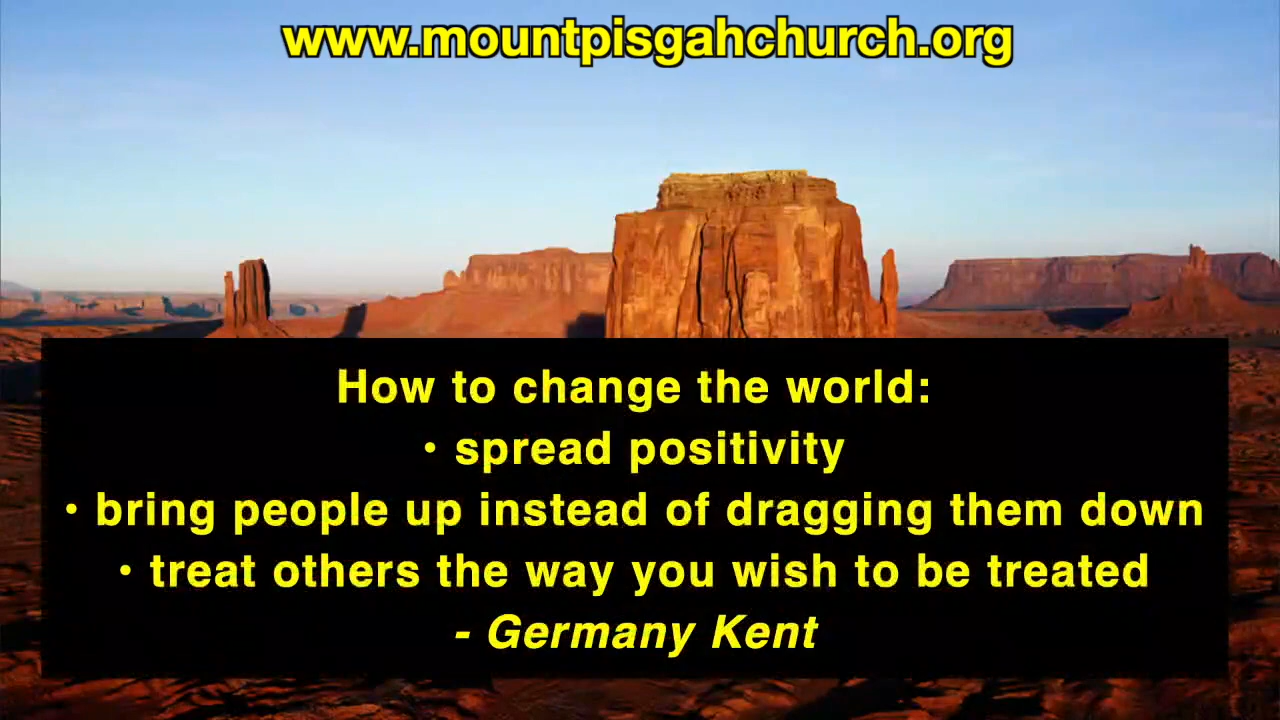 www.mountpisgahchurch.org
How to change the world:
• spread positivity
• bring people up instead of dragging them down
• treat others the way you wish to be treated
- Germany Kent